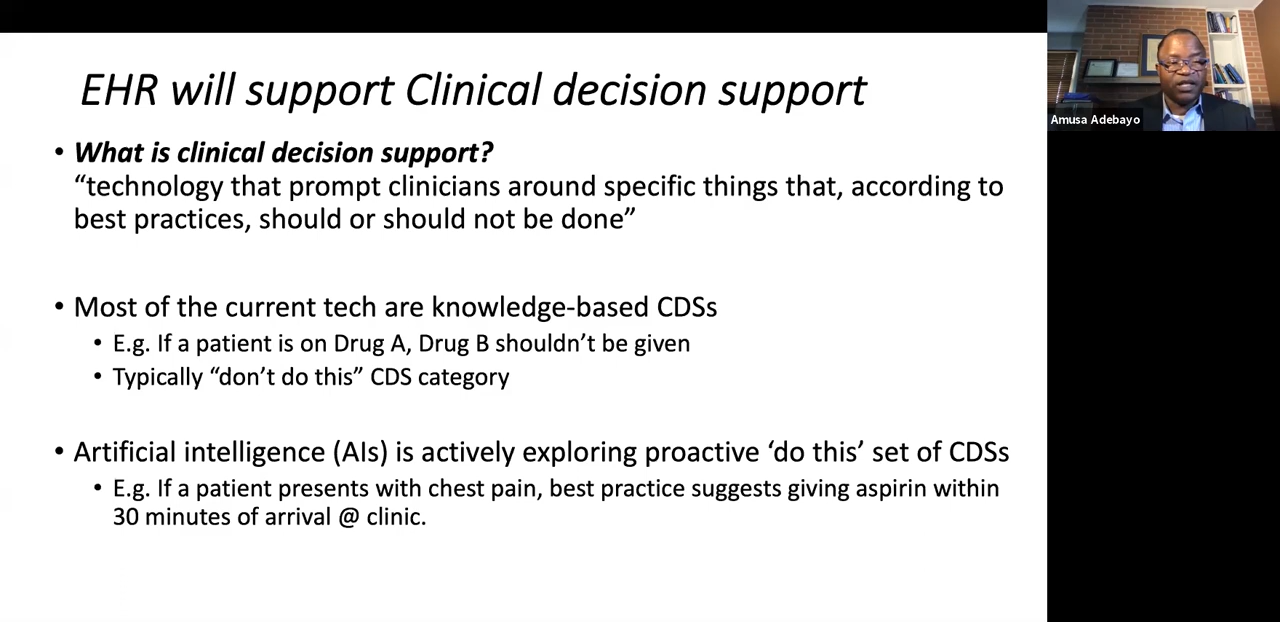 EHR will support Clinical decision support
• What is clinical decision support?
“technology that prompt clinicians around specific things that, according to
best practices, should or should not be done”
• Most of the current tech are knowledge-based CDSs
• E.g. If a patient is on Drug A, Drug B shouldn’t be given
• Typically “don’t do this” CDS category
• Artificial intelligence (AIs) is actively exploring proactive ‘do this’ set of CDSs
• E.g. If a patient presents with chest pain, best practice suggests giving aspirin within
30 minutes of arrival @ clinic.
Amusa Adebayo